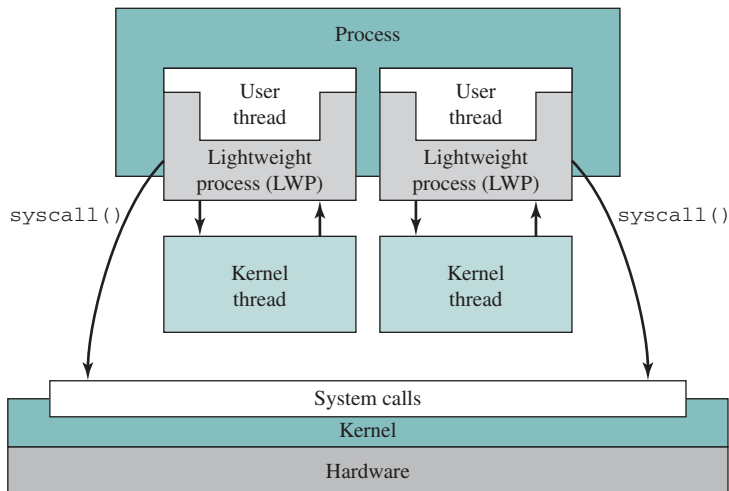 Process
User
thread
User
thread
Lightweight
process (LWP)
Lightweight
process (LWP)
syscall()
syscall()
Kernel
thread
Kernel
thread
System calls
Kernel
Hardware